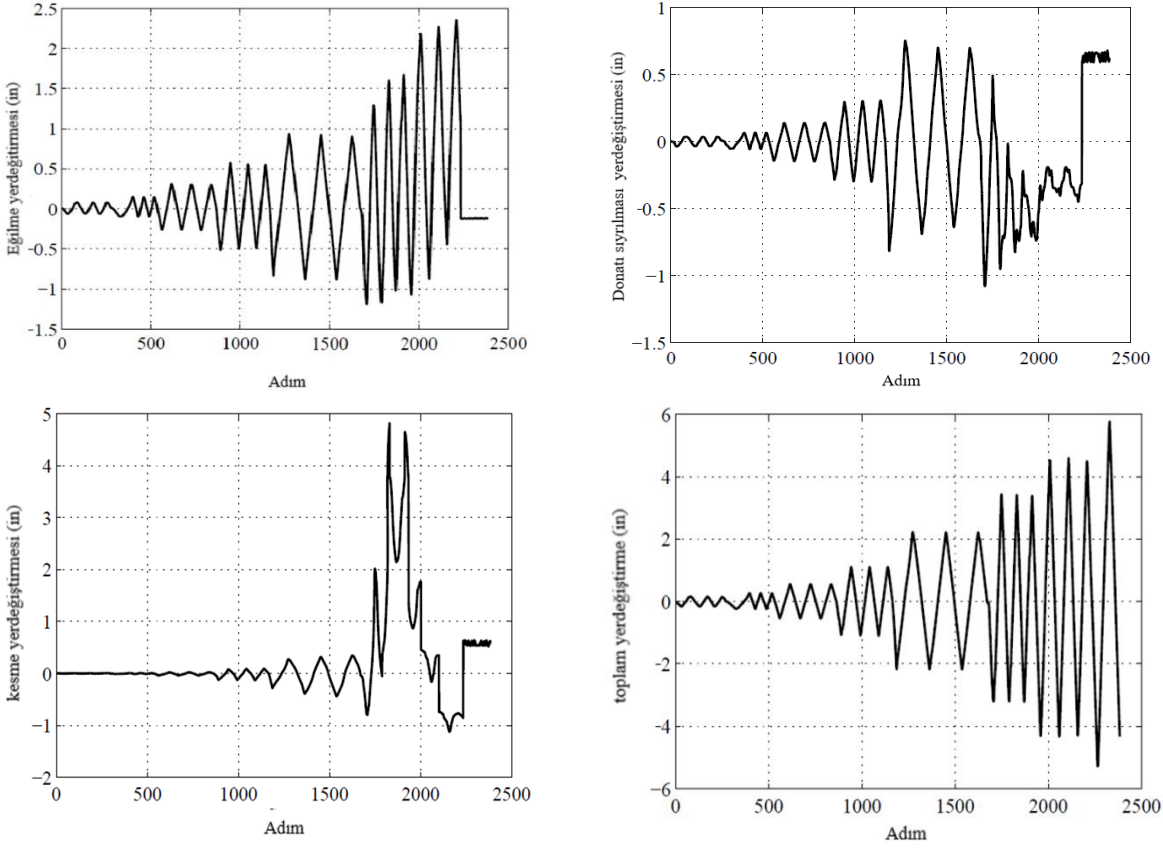 Eğilme yerdeğitirmesi (in)
2.5
2
1.5
1
0.5
0
-0.5
-1
-1.5
0 500 1000 1500 2000 2500
Adım
Donatı sıyrılması yerdeğiştirmesi (in)
1
0.5
0
−0.5
−1
−1.5
0 500 1000 1500 2000 2500
Adım
kesme yerdeğiştirmesi (in)
5
4
3
2
1
0
−1
−2
0 500 1000 1500 2000 2500
Adım
toplam yerdeğiştirme (in)
6
4
2
0
−2
−4
−6
0 500 1000 1500 2000 2500
Adım